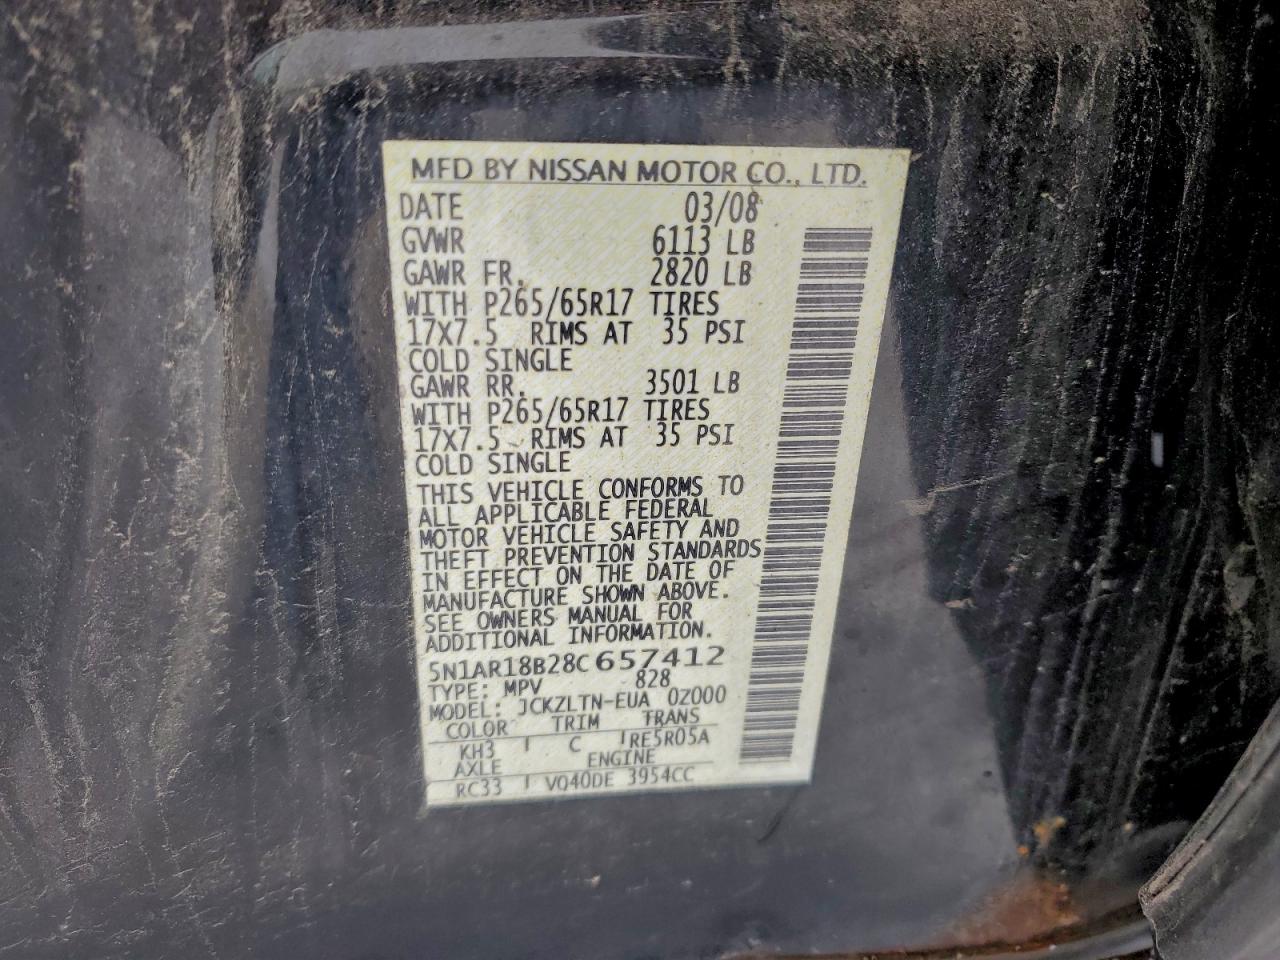 MFD BY NISSAN MOTOR CO., LTD.
DATE 03/08
GVWR 6113 LB
GAWR FR. 2820 LB
WITH P265/65R17 TIRES
17X7.5 RIMS AT 35 PSI
COLD SINGLE
GAWR RR. 3501 LB
WITH P265/65R17 TIRES
17X7.5 RIMS AT 35 PSI
COLD SINGLE
THIS VEHICLE CONFORMS TO
ALL APPLICABLE FEDERAL
MOTOR VEHICLE SAFETY AND
THEFT PREVENTION STANDARDS
IN EFFECT ON THE DATE OF
MANUFACTURE SHOWN ABOVE.
SEE OWNERS MANUAL FOR
ADDITIONAL INFORMATION.
5N1AR18B28C657412
TYPE: MPV 828
MODEL: JCKZLTN-EUA 0Z000
COLOR TRIM TRANS
KH3 C RE5R05A
AXLE ENGINE
RC33 VQ40DE 3954CC